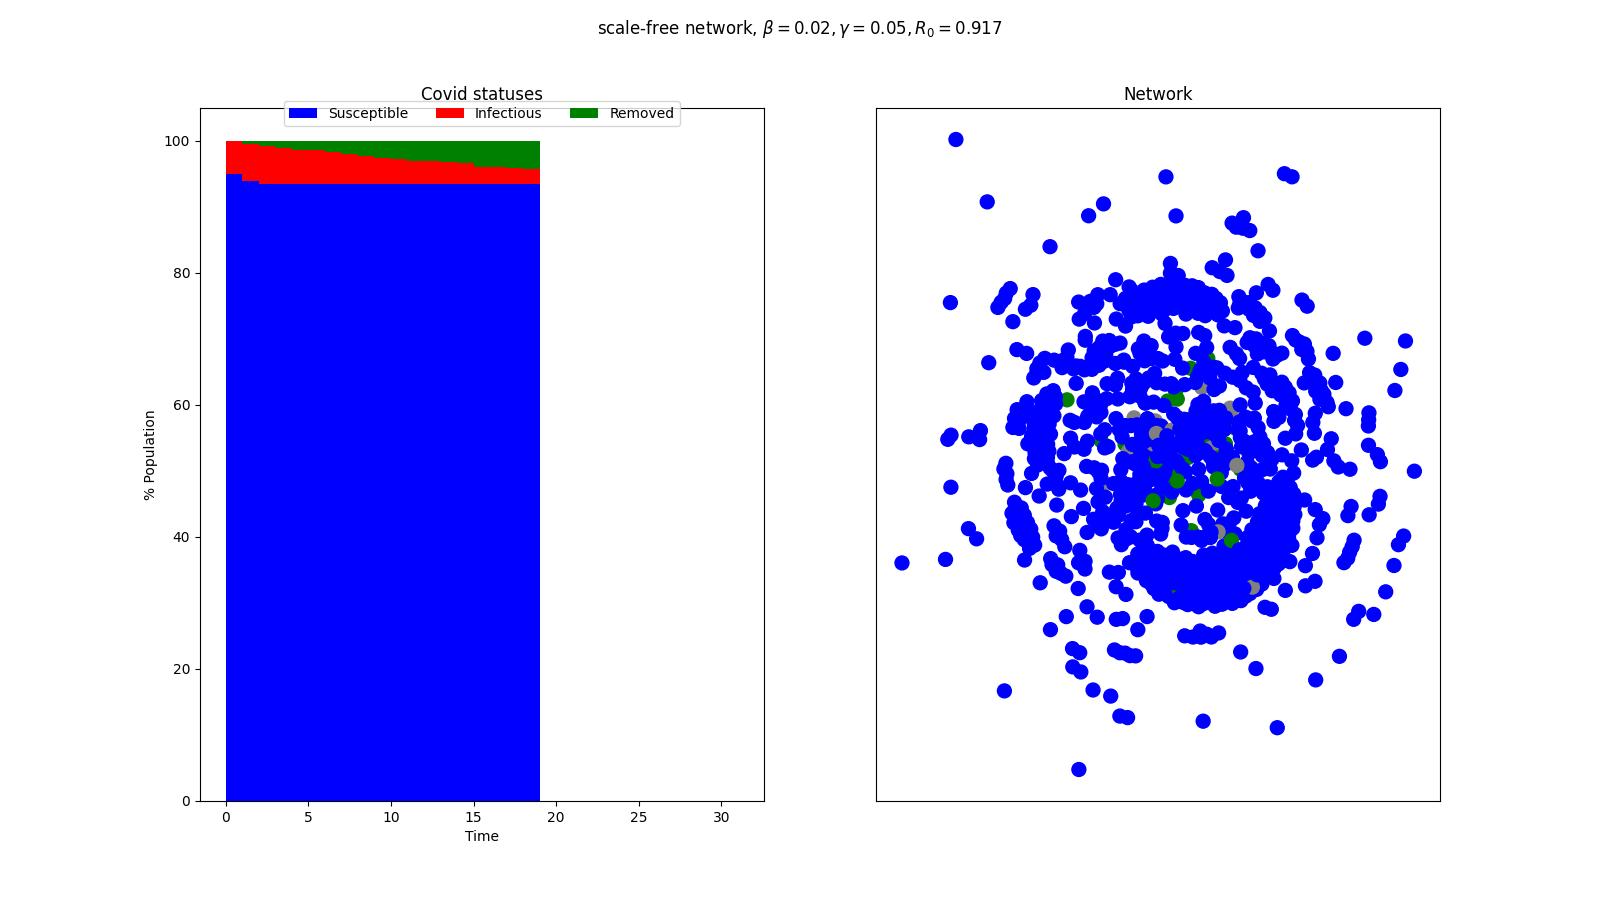 scale-free network, β = 0.02, γ = 0.05, R₀ = 0.917
Covid statuses
Susceptible Infectious Removed
100
80
60
40
20
0
% Population
0 5 10 15 20 25 30
Time
Network